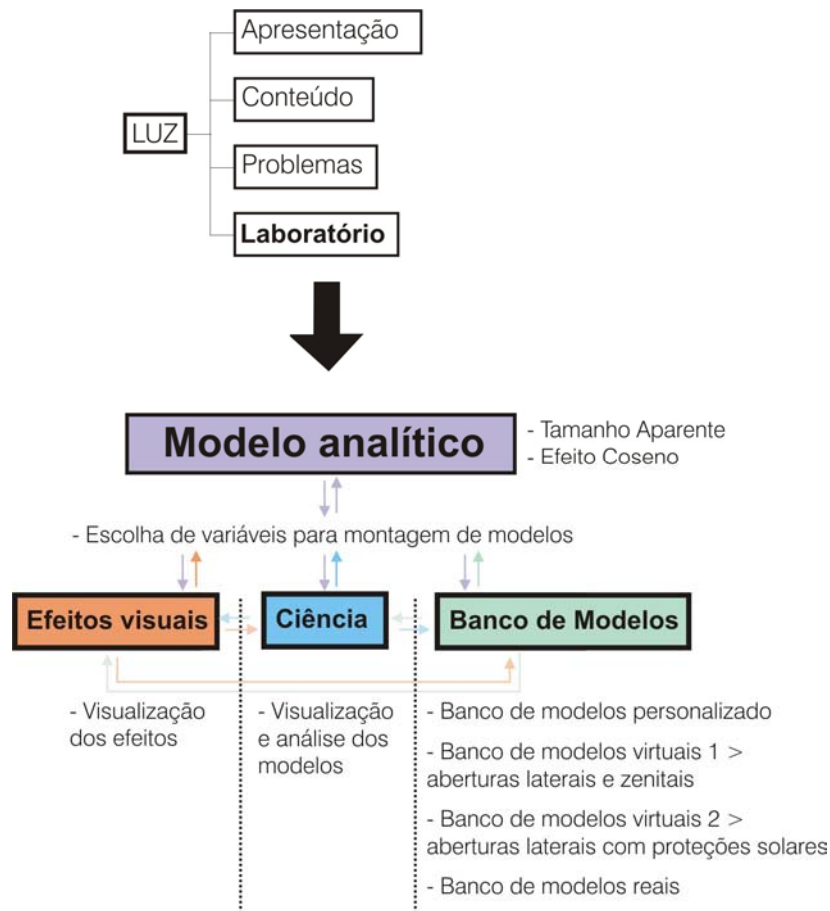 Apresentação
Conteúdo
LUZ
Problemas
Laboratório
Modelo analítico
- Tamanho Aparente
- Efeito Coseno
- Escolha de variáveis para montagem de modelos
Efeitos visuais
Ciência
Banco de Modelos
- Visualização
dos efeitos
- Visualização
e análise dos
modelos
- Banco de modelos personalizado
- Banco de modelos virtuais 1 >
aberturas laterais e zenitais
- Banco de modelos virtuais 2 >
aberturas laterais com proteções solares
- Banco de modelos reais